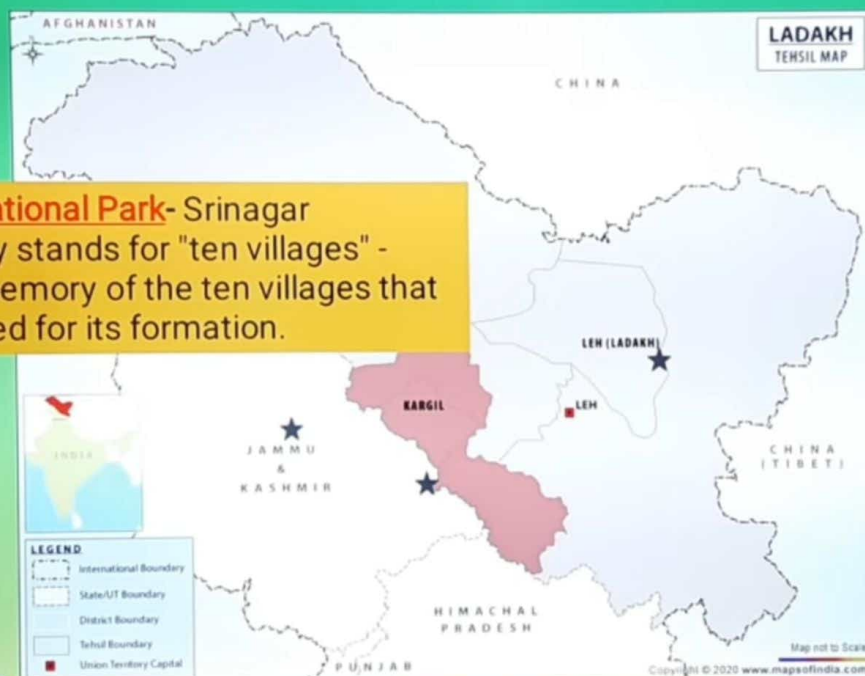 AFGHANISTAN
LADAKH
TEHSIL MAP
CHINA
National Park- Srinagar
y stands for "ten villages" -
emory of the ten villages that
ed for its formation.
LEH (LADAKH)
KARGIL
LEH
JAMMU
&
KASHMIR
CHINA
(TIBET)
INDIA
LEGEND
International Boundary
State/UT Boundary
District Boundary
Tehsil Boundary
Union Territory Capital
HIMACHAL
PRADESH
PUNJAB
Map not to Scale
Copyright © 2020 www.mapsofindia.com